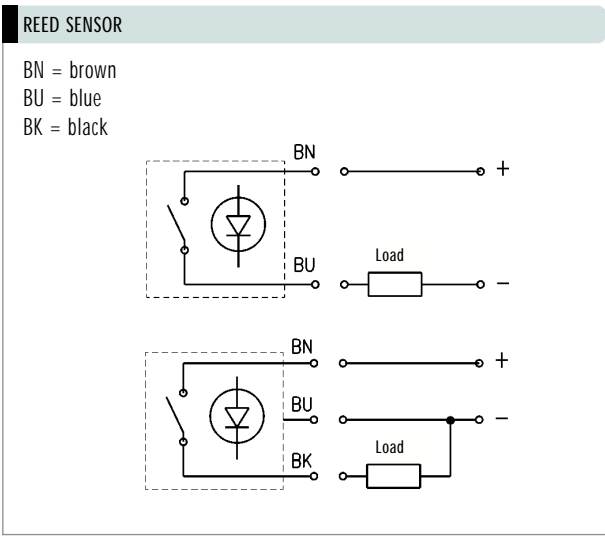 REED SENSOR
BN = brown
BU = blue
BK = black
BN
+
Load
BU
−
BN
+
BU
−
Load
BK